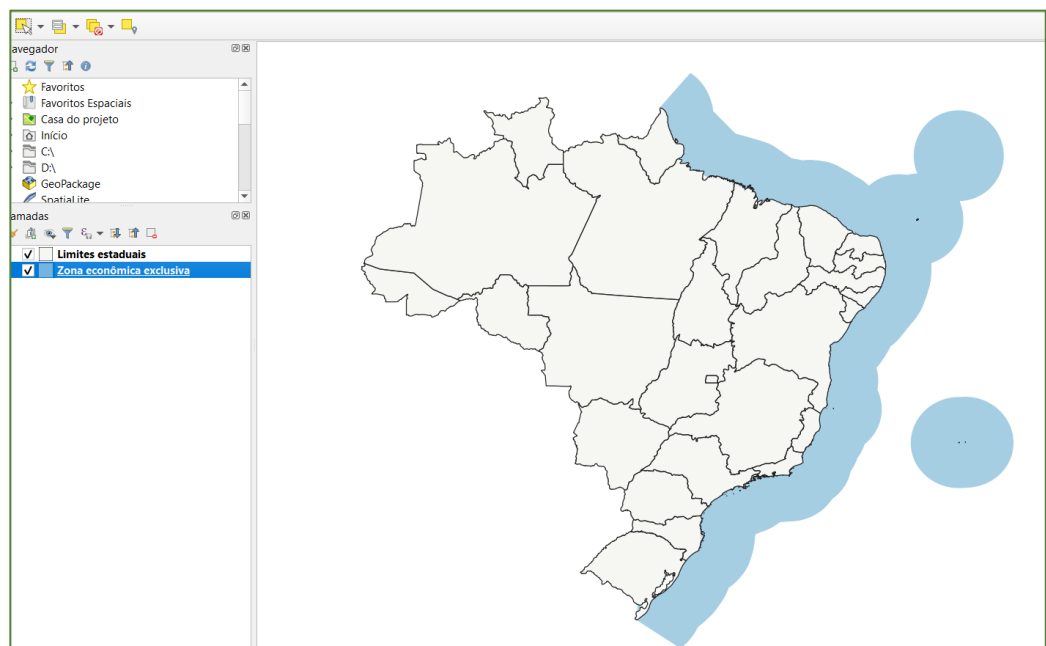 avegador
Favoritos
Favoritos Espaciais
Casa do projeto
Início
C:\
D:\
GeoPackage
SpatiaLite
amadas
Limites estaduais
Zona econômica exclusiva